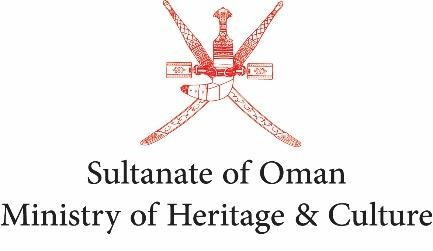 Sultanate of Oman
Ministry of Heritage & Culture